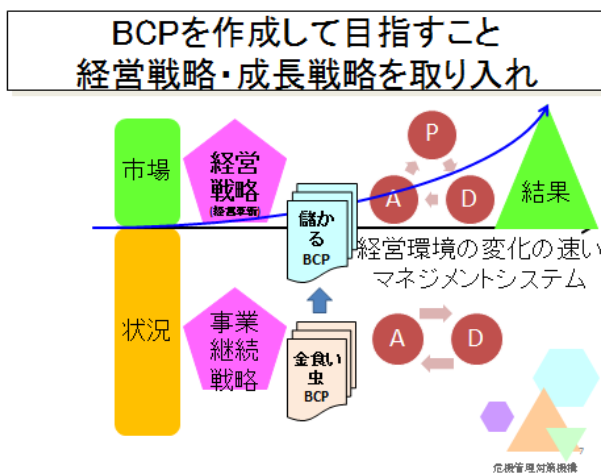 BCPを作成して目指すこと
経営戦略・成長戦略を取り入れ
市場
経営
戦略
(経営革新)
儲か
る
BCP
P
A
D
結果
経営環境の変化の速い
マネジメントシステム
状況
事業
継続
戦略
金食い
虫
BCP
A
D
7
危機管理対策機構